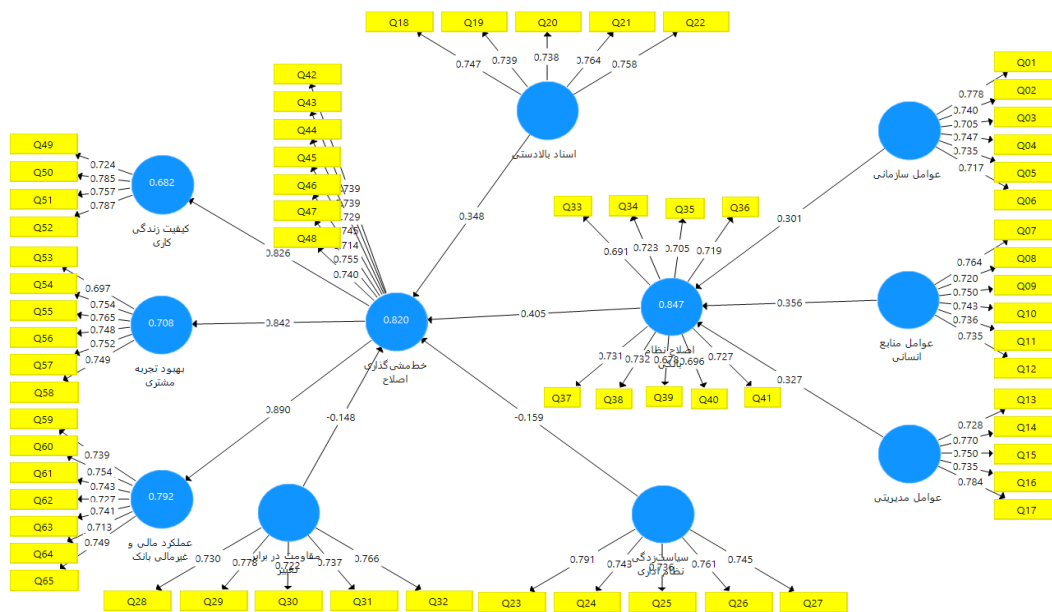 Q18
Q19
Q20
Q21
Q22
0.747
0.739
0.738
0.764
0.758
اسناد بالادستی
0.348
Q42
Q43
Q44
Q45
Q46
Q47
Q48
0.739
0.739
0.729
0.745
0.714
0.755
0.740
0.820
خط‌مشی‌گذاری
اصلاح
Q49
Q50
Q51
Q52
0.724
0.785
0.757
0.787
0.682
کیفیت زندگی
کاری
0.826
Q53
Q54
Q55
Q56
Q57
Q58
0.697
0.754
0.765
0.748
0.752
0.749
0.708
بهبود تجربه
مشتری
0.842
Q59
Q60
Q61
Q62
Q63
Q64
Q65
0.739
0.754
0.743
0.727
0.741
0.713
0.749
0.792
عملکرد مالی و
غیرمالی بانک
0.890
-0.148
مقاومت در برابر
تغییر
0.730
0.778
0.722
0.737
0.766
Q28
Q29
Q30
Q31
Q32
-0.159
سیاست‌زدگی
نظام اداری
0.791
0.743
0.736
0.761
0.745
Q23
Q24
Q25
Q26
Q27
0.405
Q33
Q34
Q35
Q36
0.691
0.723
0.705
0.719
0.847
اصلاح نظام
بانکی
0.731
0.732
0.678
0.696
0.727
Q37
Q38
Q39
Q40
Q41
0.301
0.356
0.327
عوامل سازمانی
0.778
0.740
0.705
0.747
0.735
0.717
Q01
Q02
Q03
Q04
Q05
Q06
عوامل منابع
انسانی
0.764
0.720
0.750
0.743
0.736
0.735
Q07
Q08
Q09
Q10
Q11
Q12
عوامل مدیریتی
0.728
0.770
0.750
0.735
0.784
Q13
Q14
Q15
Q16
Q17